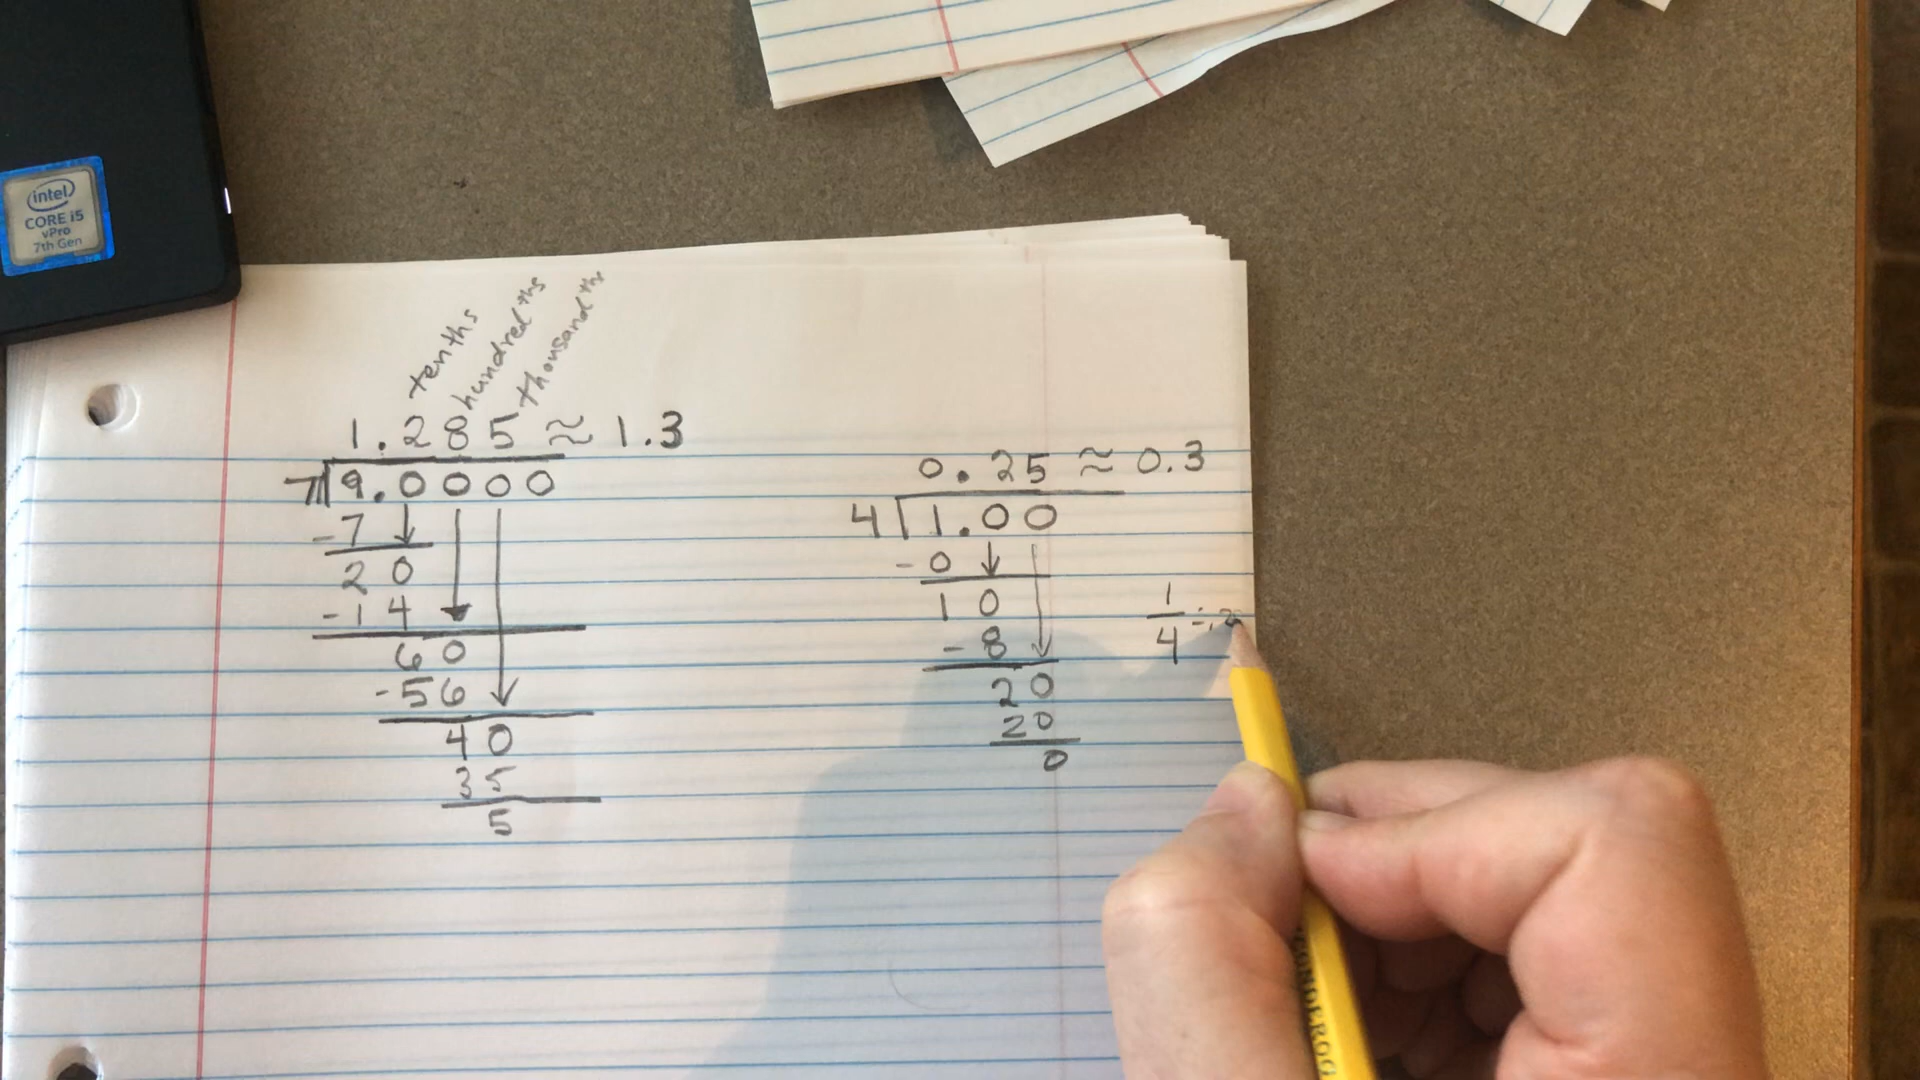 intel
CORE i5
vPro
7th Gen
tenths
hundredths
thousandths
1.285 ≈ 1.3
7 9.0000
-7
20
-14
60
-56
40
35
5
0.25 ≈ 0.3
4 1.00
-0
10
-8
20
20
0
1
4